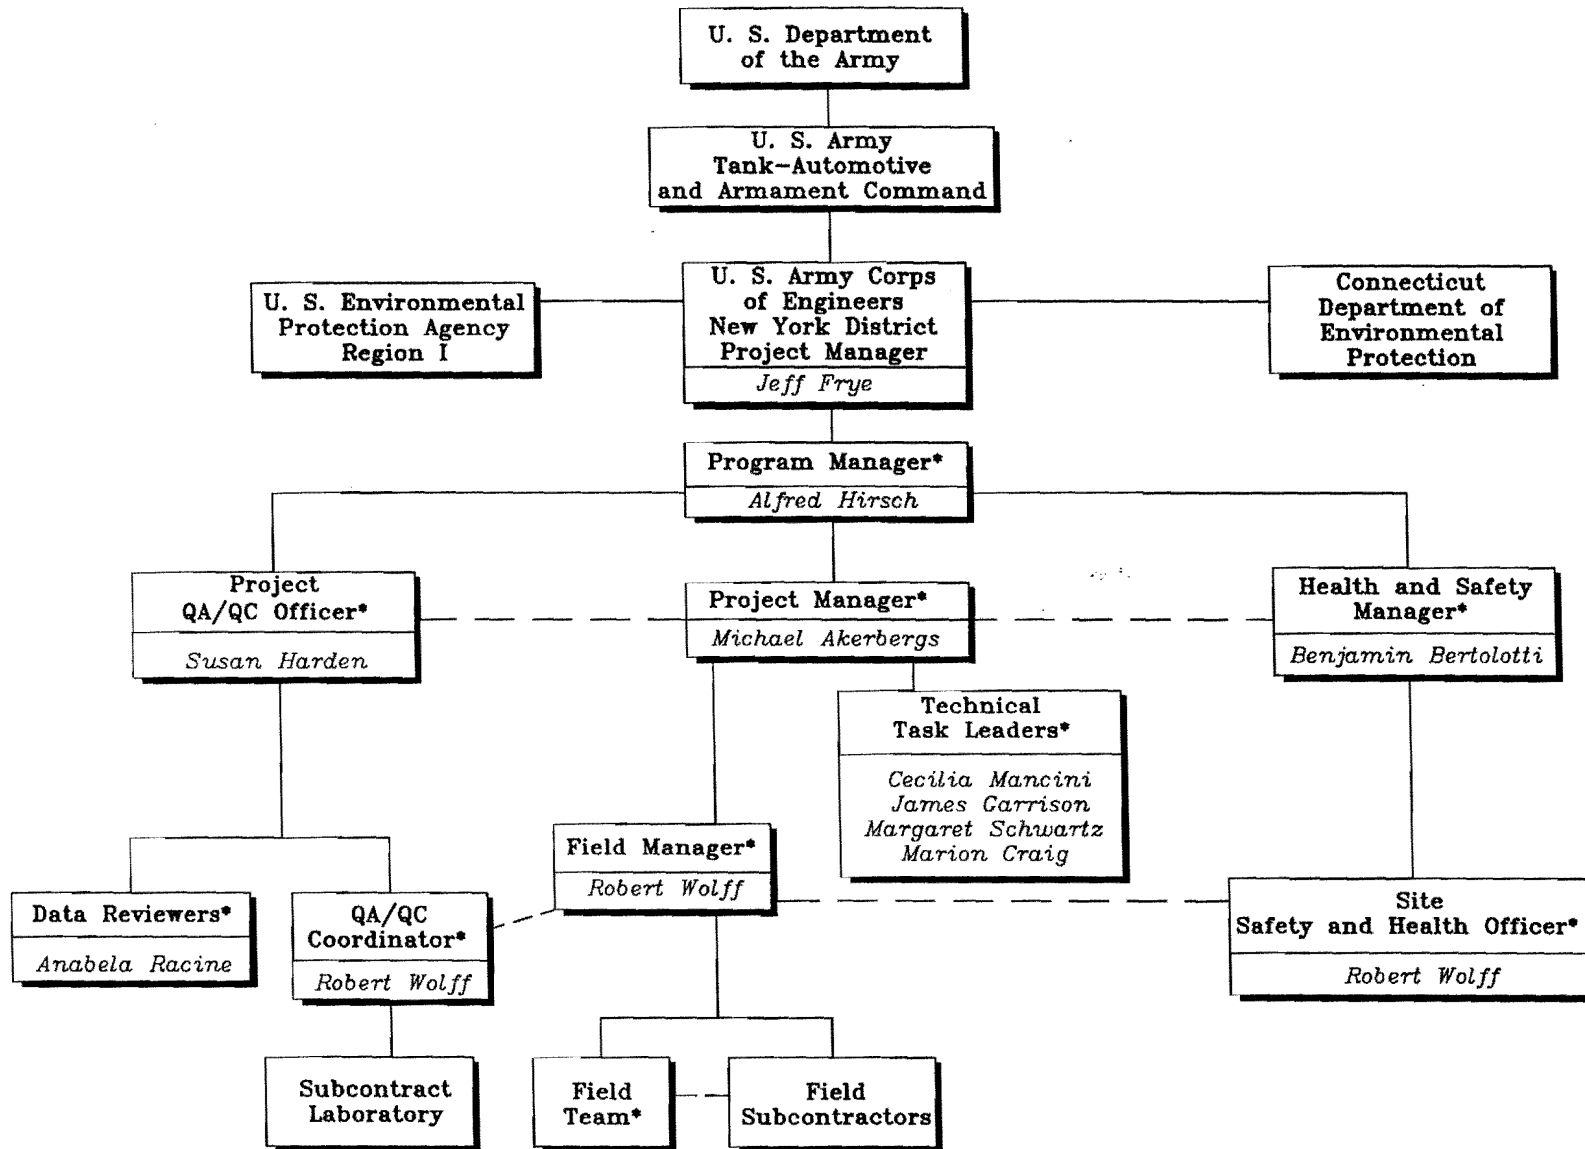 U. S. Department
of the Army
U. S. Army
Tank-Automotive
and Armament Command
U. S. Environmental
Protection Agency
Region I
U. S. Army Corps
of Engineers
New York District
Project Manager
Jeff Frye
Connecticut
Department of
Environmental
Protection
Program Manager*
Alfred Hirsch
Project
QA/QC Officer*
Susan Harden
Project Manager*
Michael Akerbergs
Health and Safety
Manager*
Benjamin Bertolotti
Technical
Task Leaders*
Cecilia Mancini
James Garrison
Margaret Schwartz
Marion Craig
Field Manager*
Robert Wolff
Data Reviewers*
Anabela Racine
QA/QC
Coordinator*
Robert Wolff
Site
Safety and Health Officer*
Robert Wolff
Subcontract
Laboratory
Field
Team*
Field
Subcontractors